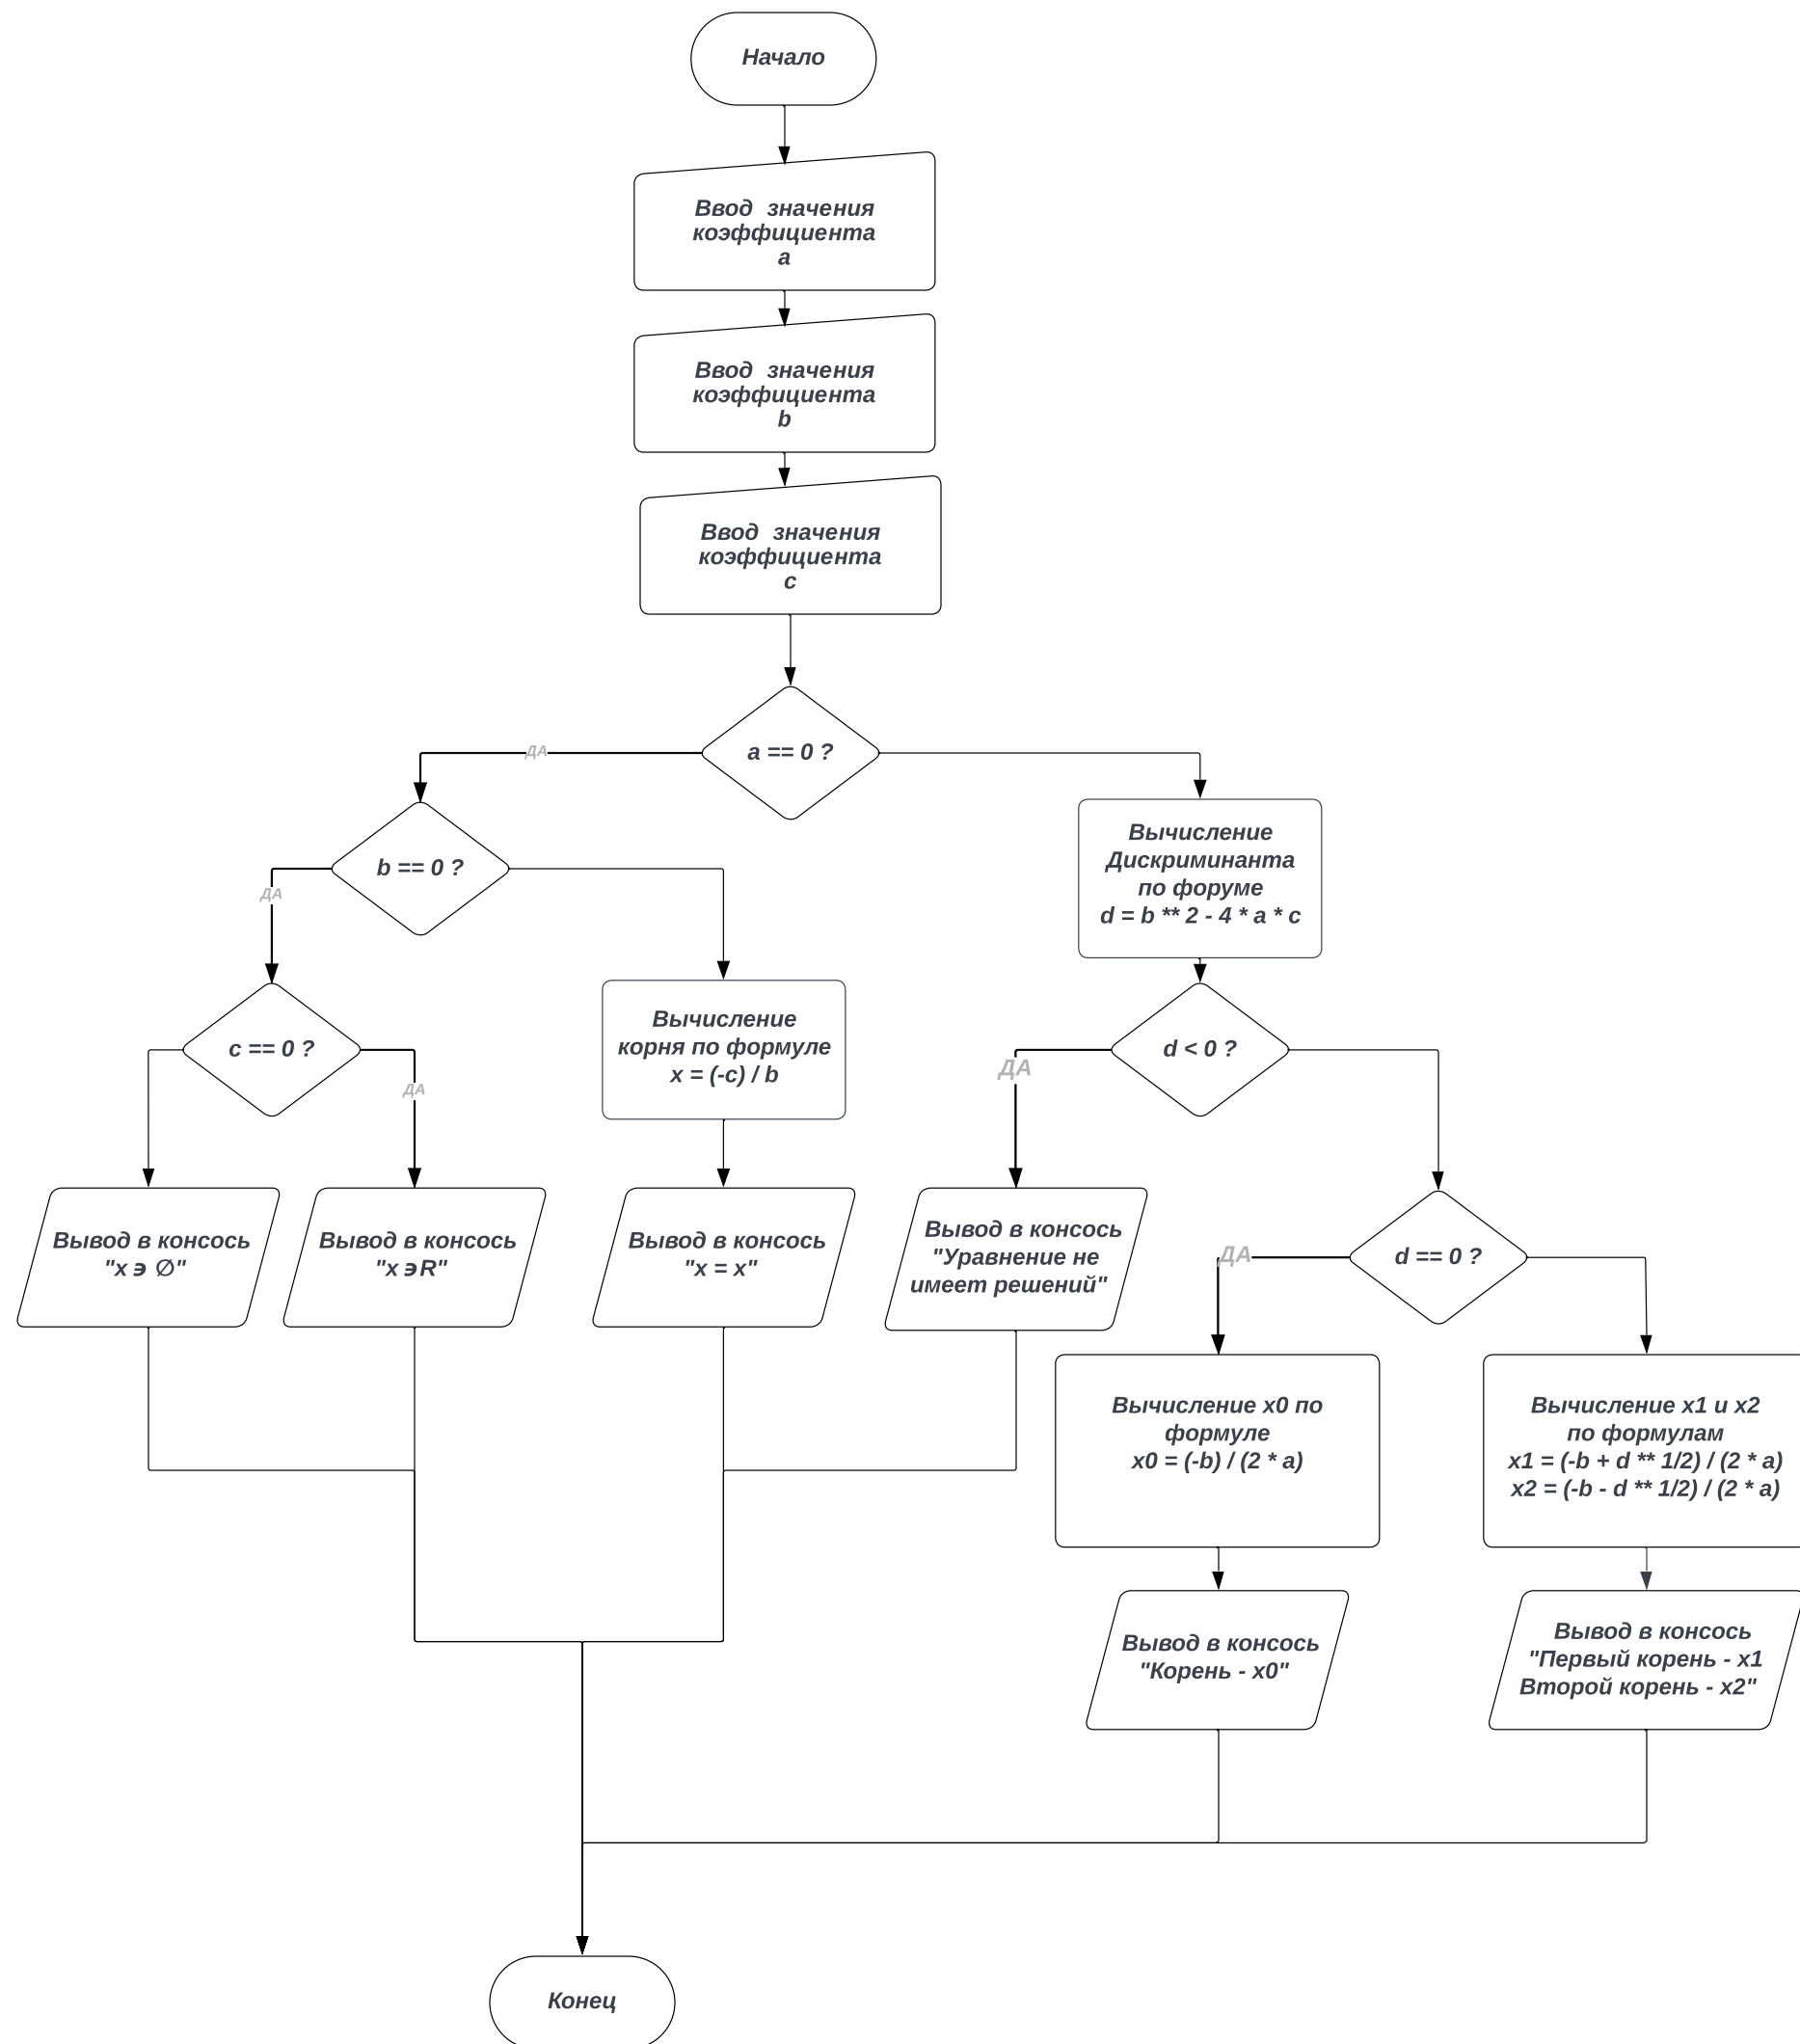 Начало
Ввод значения
коэффициента
a
Ввод значения
коэффициента
b
Ввод значения
коэффициента
c
a == 0 ?
ДА
b == 0 ?
ДА
Вычисление
Дискриминанта
по форуме
d = b ** 2 - 4 * a * c
c == 0 ?
ДА
Вычисление
корня по формуле
x = (-c) / b
d < 0 ?
ДА
Вывод в консось
"x э ∅"
Вывод в консось
"x эR"
Вывод в консось
"x = x"
Вывод в консось
"Уравнение не
имеет решений"
d == 0 ?
ДА
Вычисление x0 по
формуле
x0 = (-b) / (2 * a)
Вычисление x1 и x2
по формулам
x1 = (-b + d ** 1/2) / (2 * a)
x2 = (-b - d ** 1/2) / (2 * a)
Вывод в консось
"Корень - x0"
Вывод в консось
"Первый корень - x1
Второй корень - x2"
Конец